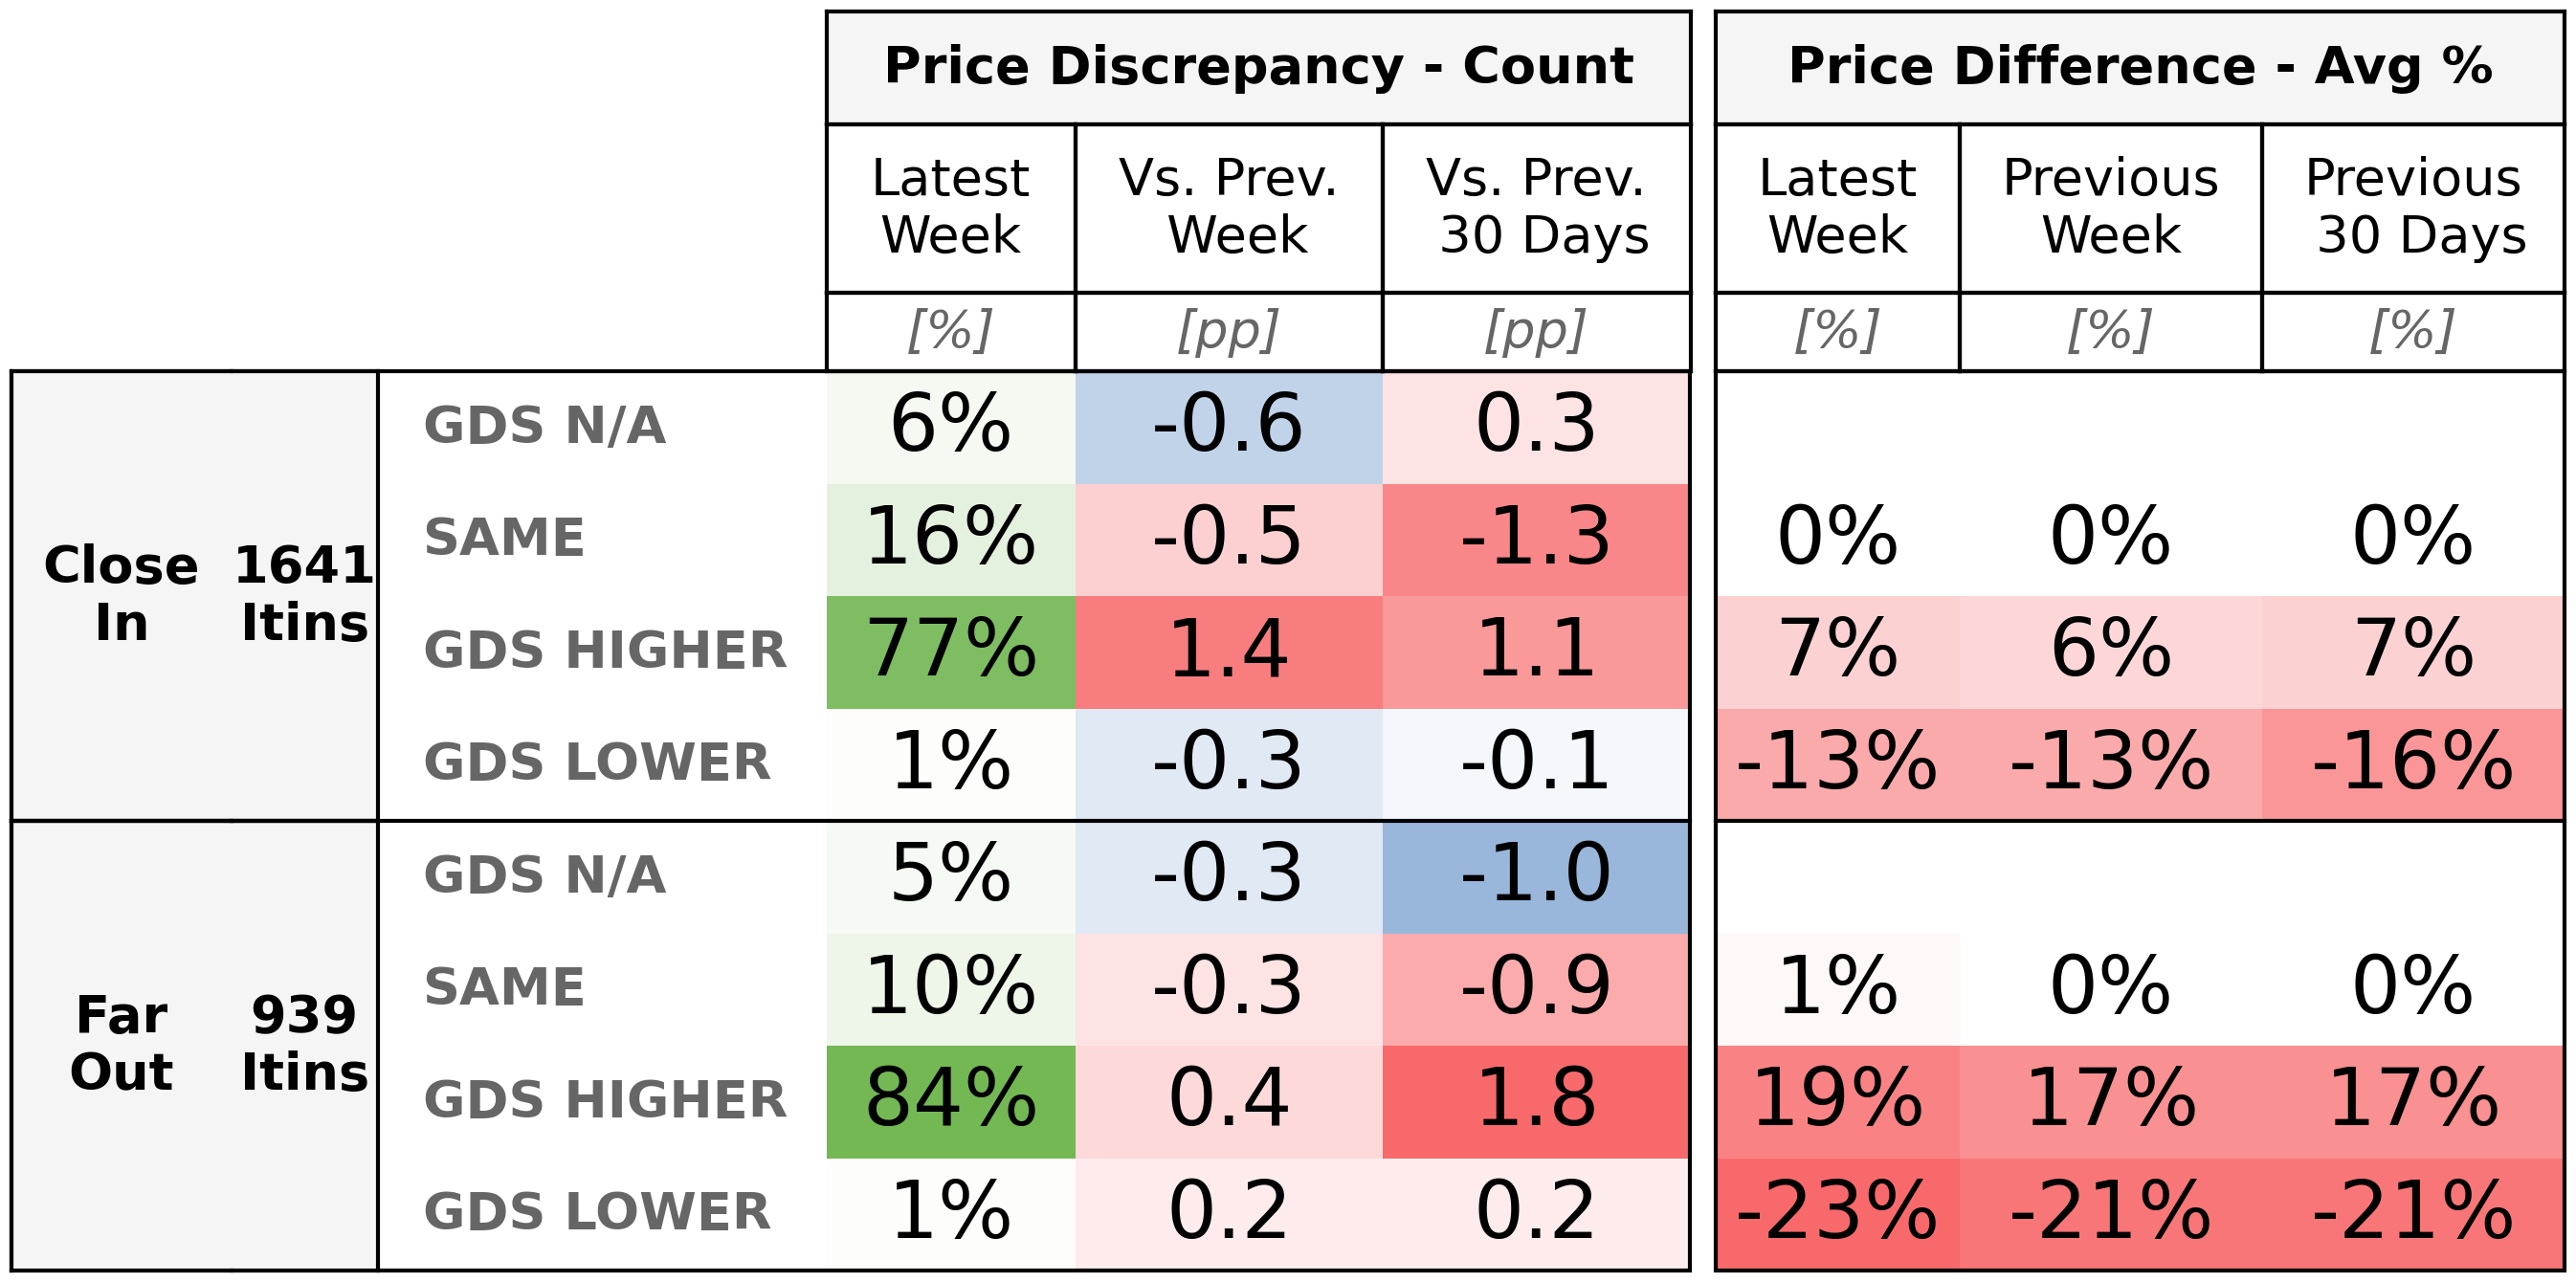 Price Discrepancy - Count Price Difference - Avg %
Latest Week Vs. Prev. Week Vs. Prev. 30 Days Latest Week Previous Week Previous 30 Days
[%] [pp] [pp] [%] [%] [%]
Close In 1641 Itins
GDS N/A 6% -0.6 0.3
SAME 16% -0.5 -1.3 0% 0% 0%
GDS HIGHER 77% 1.4 1.1 7% 6% 7%
GDS LOWER 1% -0.3 -0.1 -13% -13% -16%
Far Out 939 Itins
GDS N/A 5% -0.3 -1.0
SAME 10% -0.3 -0.9 1% 0% 0%
GDS HIGHER 84% 0.4 1.8 19% 17% 17%
GDS LOWER 1% 0.2 0.2 -23% -21% -21%